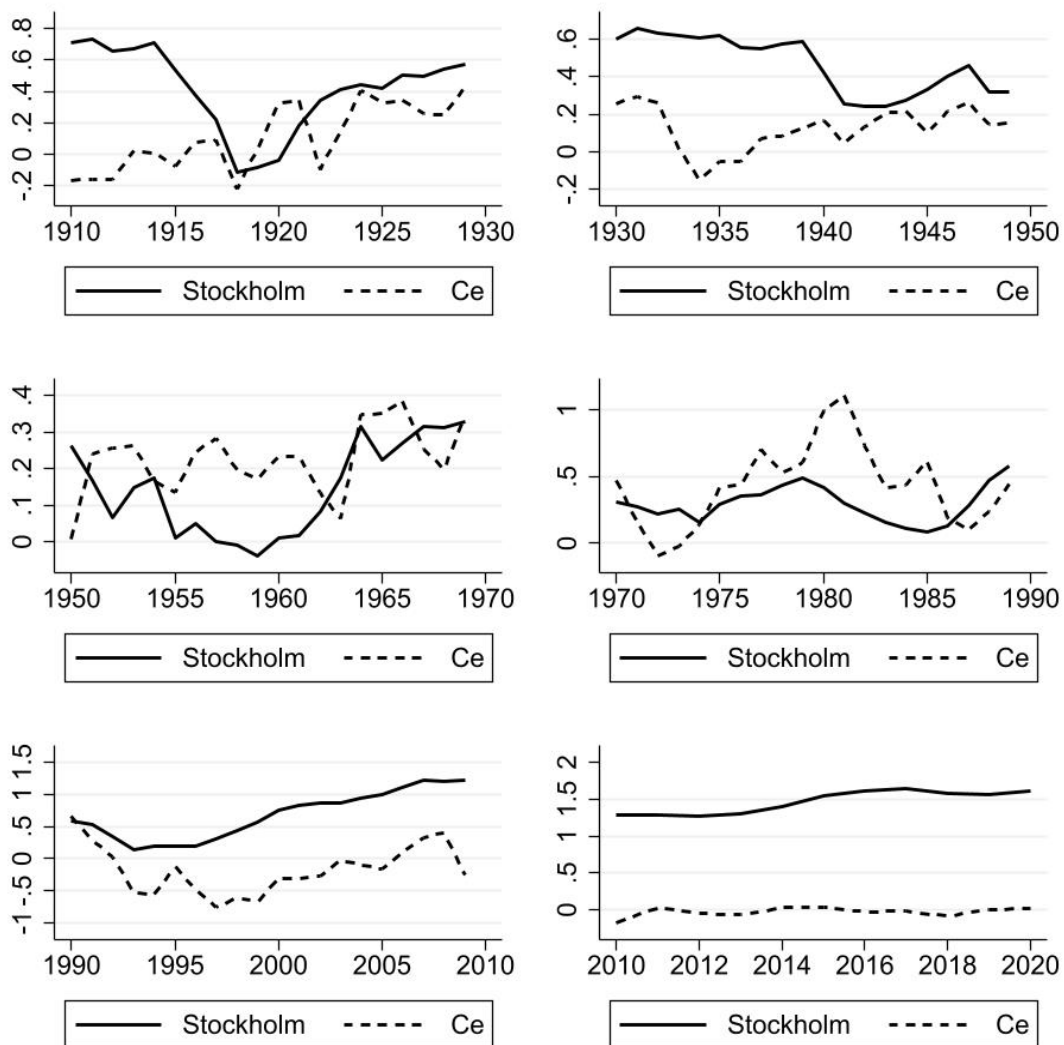 .8
.6
.4
.2
0
-.2
1910 1915 1920 1925 1930
Stockholm Ce
.6
.4
.2
0
-.2
1930 1935 1940 1945 1950
Stockholm Ce
.4
.3
.2
.1
0
1950 1955 1960 1965 1970
Stockholm Ce
1
.5
0
1970 1975 1980 1985 1990
Stockholm Ce
1.5
1
.5
0
-.5
-1
1990 1995 2000 2005 2010
Stockholm Ce
2
1.5
1
.5
0
2010 2012 2014 2016 2018 2020
Stockholm Ce